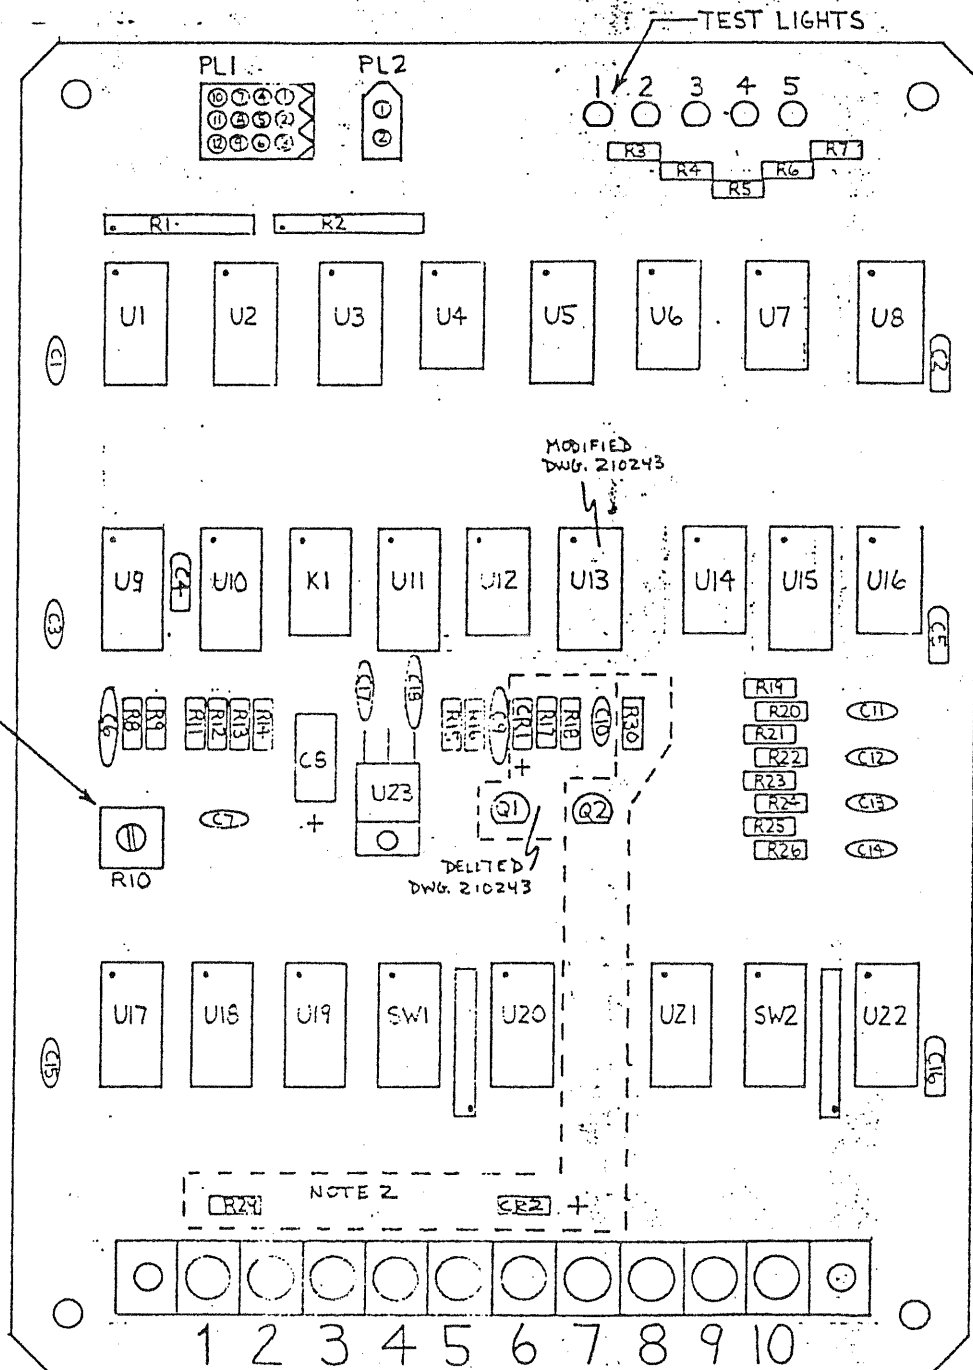 TEST LIGHTS
PL1 PL2 1 2 3 4 5
10 7 4 1
11 8 5 2
12 9 6 3
1
2
R3 R4 R5 R6 R7
R1 R2
U1 U2 U3 U4 U5 U6 U7 U8
C1 C2
MODIFIED
DWG. 210243
U9 C4 U10 K1 U11 U12 U13 U14 U15 U16
C3 C5
C17 C18
C6 R8 R9 R11 R12 R13 R14 C8 R15 R16 C9 CR1 R17 R18 C10 R30
+
R19
R20 C11
R21
R22 C12
R23
R24 C13
R25
R26 C14
C7 + U23 Q1 Q2
R10
DELETED
DWG. 210243
U17 U18 U19 SW1 U20 U21 SW2 U22
C15 C16
NOTE 2
R29 CR2 +
1 2 3 4 5 6 7 8 9 10